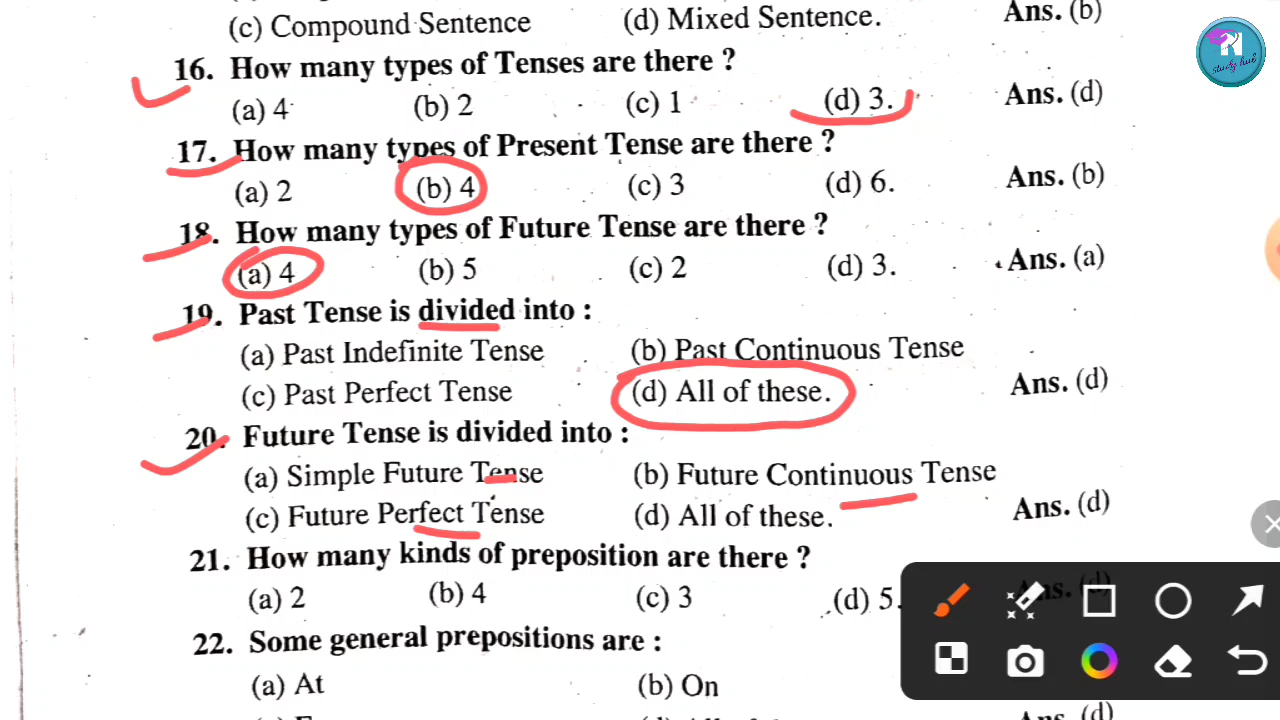 (c) Compound Sentence (d) Mixed Sentence. Ans. (b)
16. How many types of Tenses are there ?
(a) 4 (b) 2 (c) 1 (d) 3. Ans. (d)
17. How many types of Present Tense are there ?
(a) 2 (b) 4 (c) 3 (d) 6. Ans. (b)
18. How many types of Future Tense are there ?
(a) 4 (b) 5 (c) 2 (d) 3. Ans. (a)
19. Past Tense is divided into :
(a) Past Indefinite Tense (b) Past Continuous Tense
(c) Past Perfect Tense (d) All of these. Ans. (d)
20. Future Tense is divided into :
(a) Simple Future Tense (b) Future Continuous Tense
(c) Future Perfect Tense (d) All of these. Ans. (d)
21. How many kinds of preposition are there ?
(a) 2 (b) 4 (c) 3 (d) 5. Ans. (d)
22. Some general prepositions are :
(a) At (b) On
Ans. (d)
N
study hub